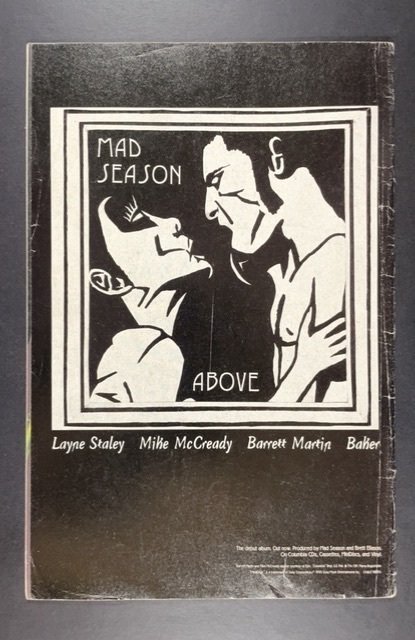 MAD
SEASON
ABOVE
Layne Staley Mike McCready Barrett Martin Baker
The debut album. Out now. Produced by Mad Season and Brett Eliason.
On Columbia CDs, Cassettes, MiniDiscs, and Vinyl.